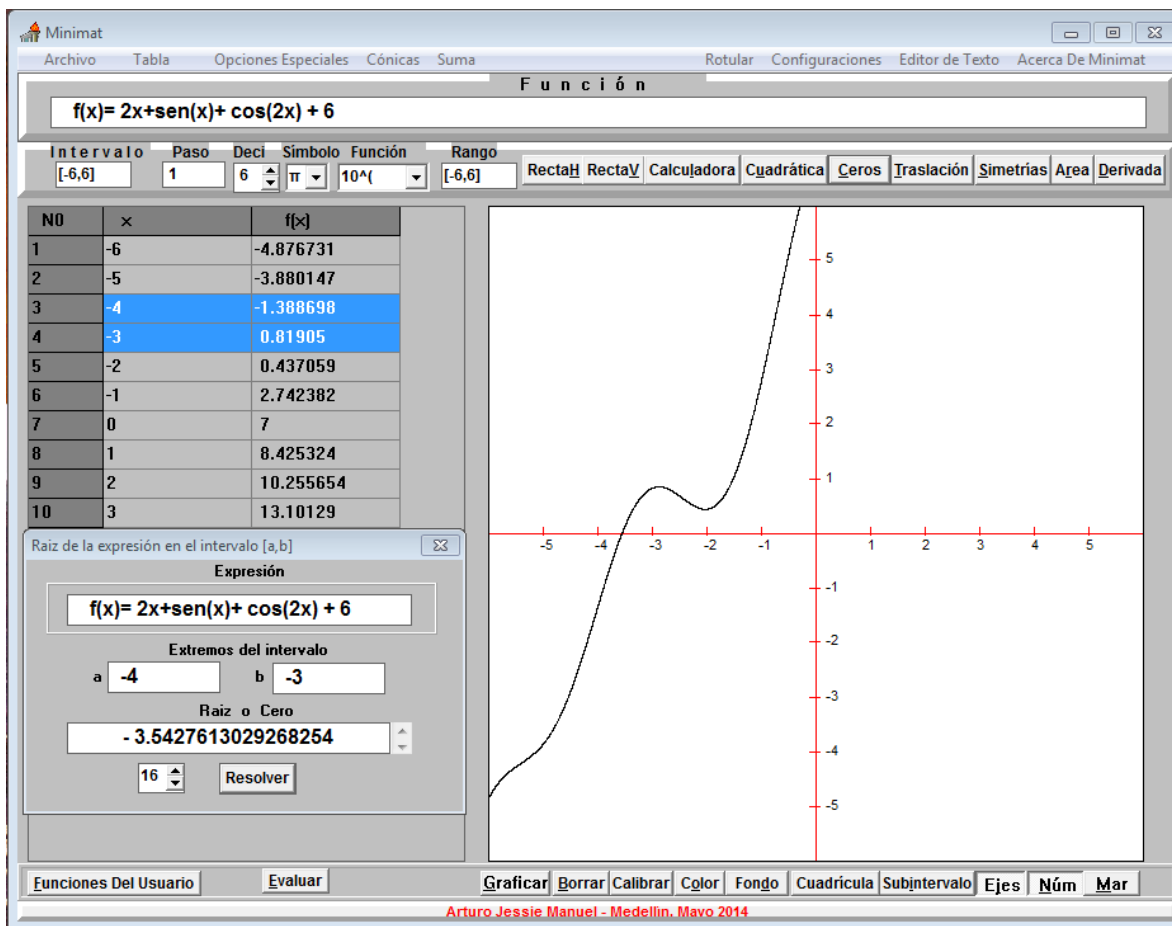 Minimat
Archivo Tabla Opciones Especiales Cónicas Suma Rotular Configuraciones Editor de Texto Acerca De Minimat
Función
f(x)= 2x+sen(x)+ cos(2x) + 6
Intervalo Paso Deci Símbolo Función Rango
[-6,6] 1 6 π 10^( [-6,6] RectaH RectaV Calculadora Cuadrática Ceros Traslación Simetrías Area Derivada
N0 x f(x)
1 -6 -4.876731
2 -5 -3.880147
3 -4 -1.388698
4 -3 0.81905
5 -2 0.437059
6 -1 2.742382
7 0 7
8 1 8.425324
9 2 10.255654
10 3 13.10129
Raiz de la expresión en el intervalo [a,b]
Expresión
f(x)= 2x+sen(x)+ cos(2x) + 6
Extremos del intervalo
a -4 b -3
Raiz o Cero
- 3.5427613029268254
16 Resolver
5
4
3
2
1
-5 -4 -3 -2 -1 1 2 3 4 5
-1
-2
-3
-4
-5
Funciones Del Usuario Evaluar Graficar Borrar Calibrar Color Fondo Cuadrícula Subintervalo Ejes Núm Mar
Arturo Jessie Manuel - Medellìn, Mayo 2014